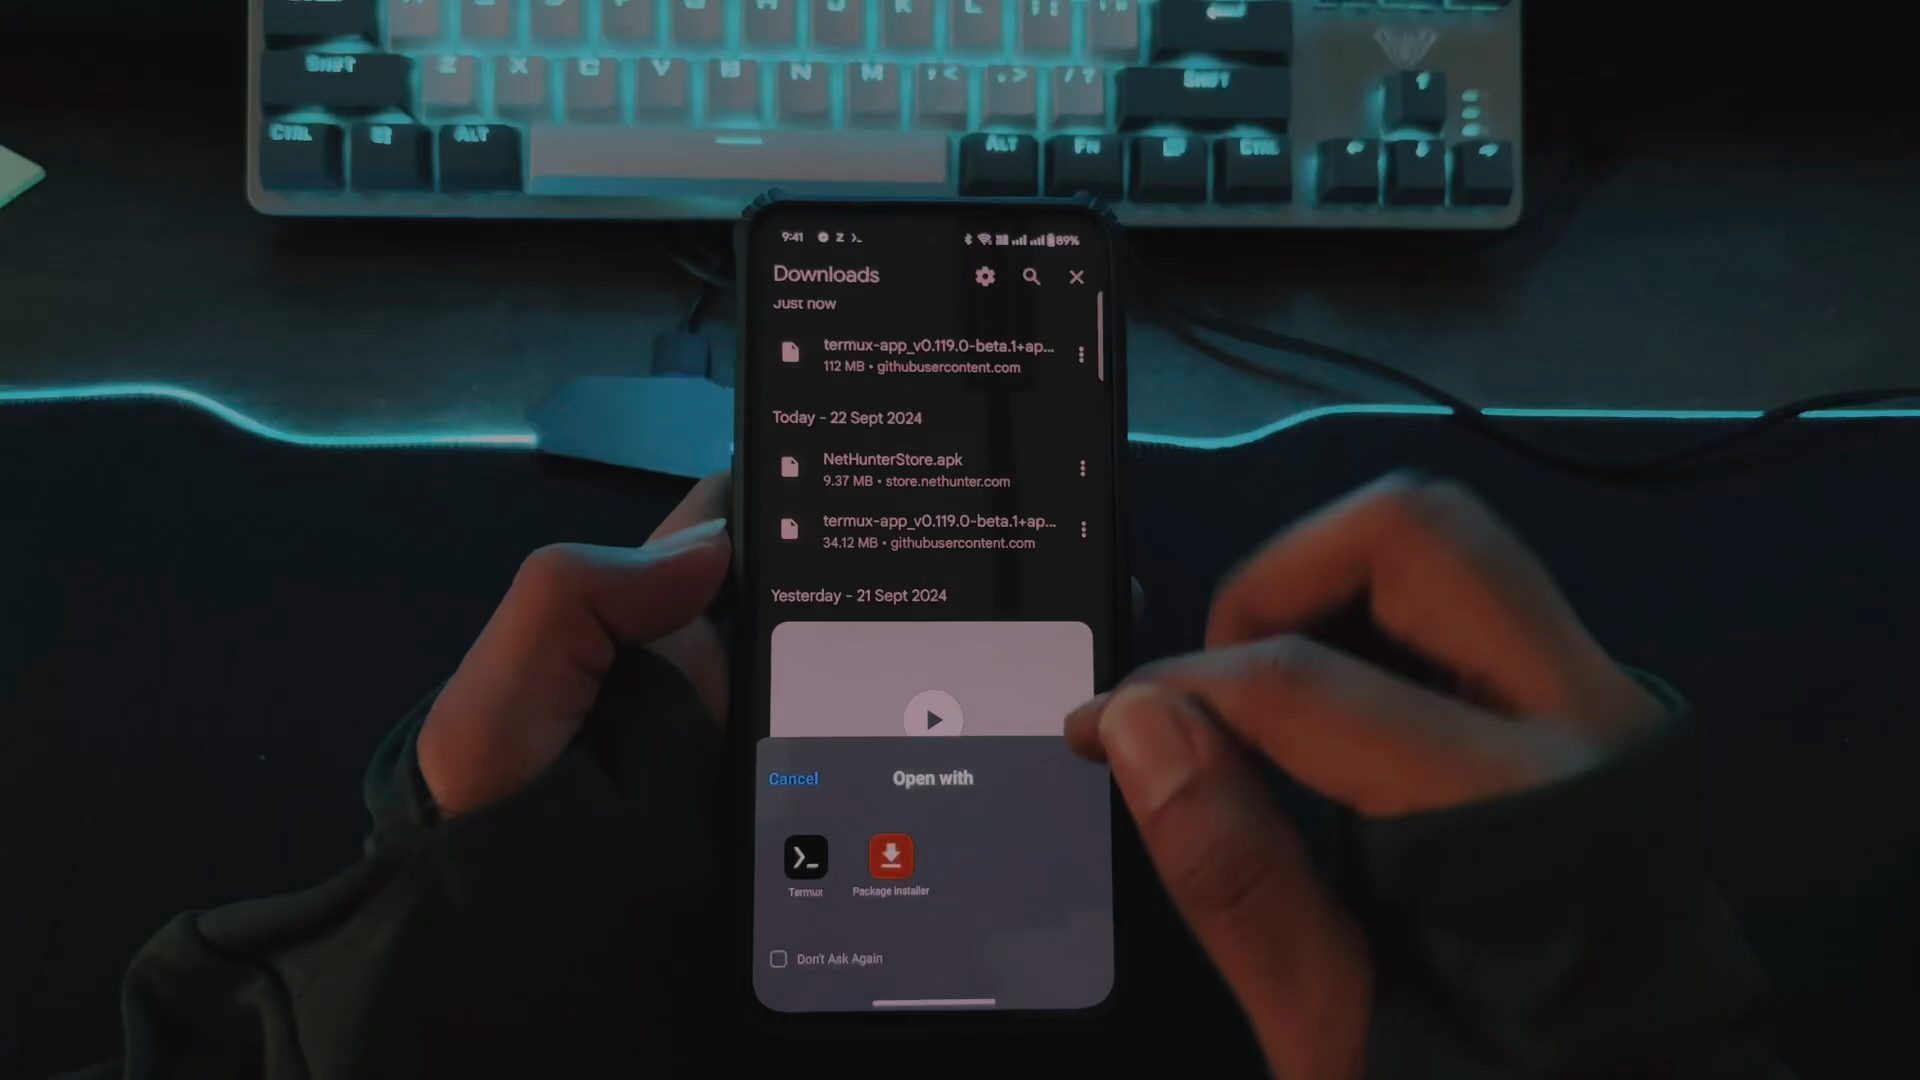 Shift Z X C V B N M ,< .> /? Shift
Ctrl Alt Alt Fn Ctrl
9:41 Z >_ 89%
Downloads
Just now
termux-app_v0.119.0-beta.1+ap...
112 MB • githubusercontent.com
Today - 22 Sept 2024
NetHunterStore.apk
9.37 MB • store.nethunter.com
termux-app_v0.119.0-beta.1+ap...
34.12 MB • githubusercontent.com
Yesterday - 21 Sept 2024
Cancel Open with
>_
Termux Package installer
Don't Ask Again